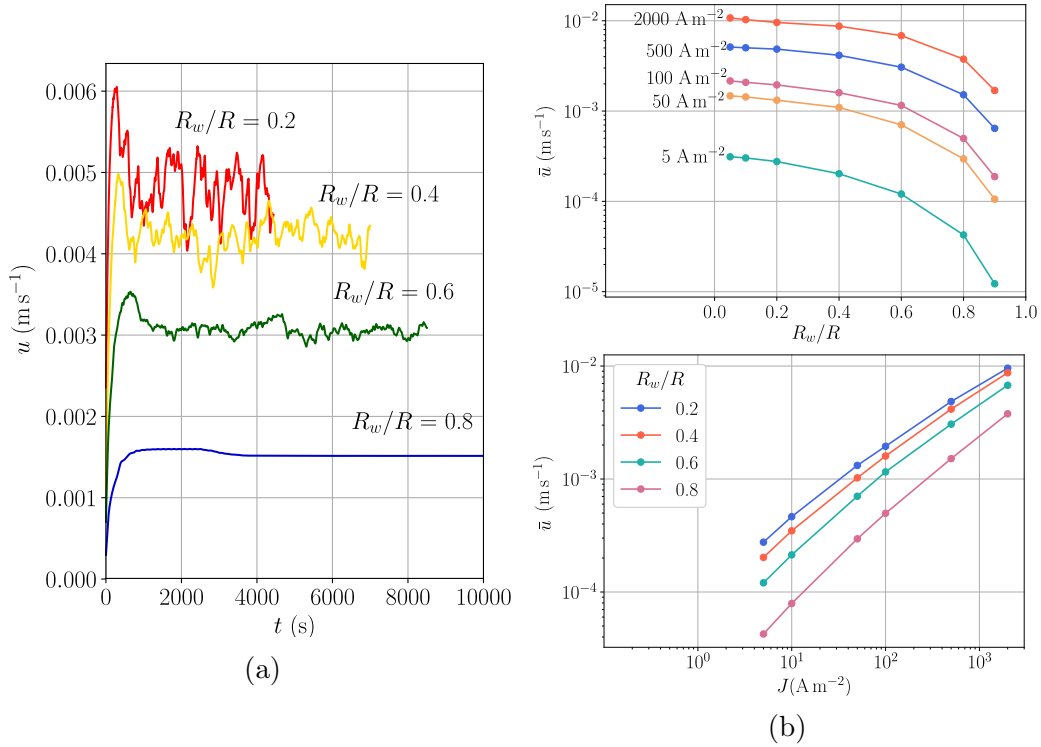 0.006
0.005
0.004
0.003
0.002
0.001
0.000
u (m s⁻¹)
R_w/R = 0.2
R_w/R = 0.4
R_w/R = 0.6
R_w/R = 0.8
0 2000 4000 6000 8000 10000
t (s)
(a)
10⁻²
10⁻³
10⁻⁴
10⁻⁵
ū (m s⁻¹)
2000 A m⁻²
500 A m⁻²
100 A m⁻²
50 A m⁻²
5 A m⁻²
0.0 0.2 0.4 0.6 0.8 1.0
R_w/R
10⁻²
10⁻³
10⁻⁴
ū (m s⁻¹)
R_w/R
0.2
0.4
0.6
0.8
10⁰ 10¹ 10² 10³
J(A m⁻²)
(b)